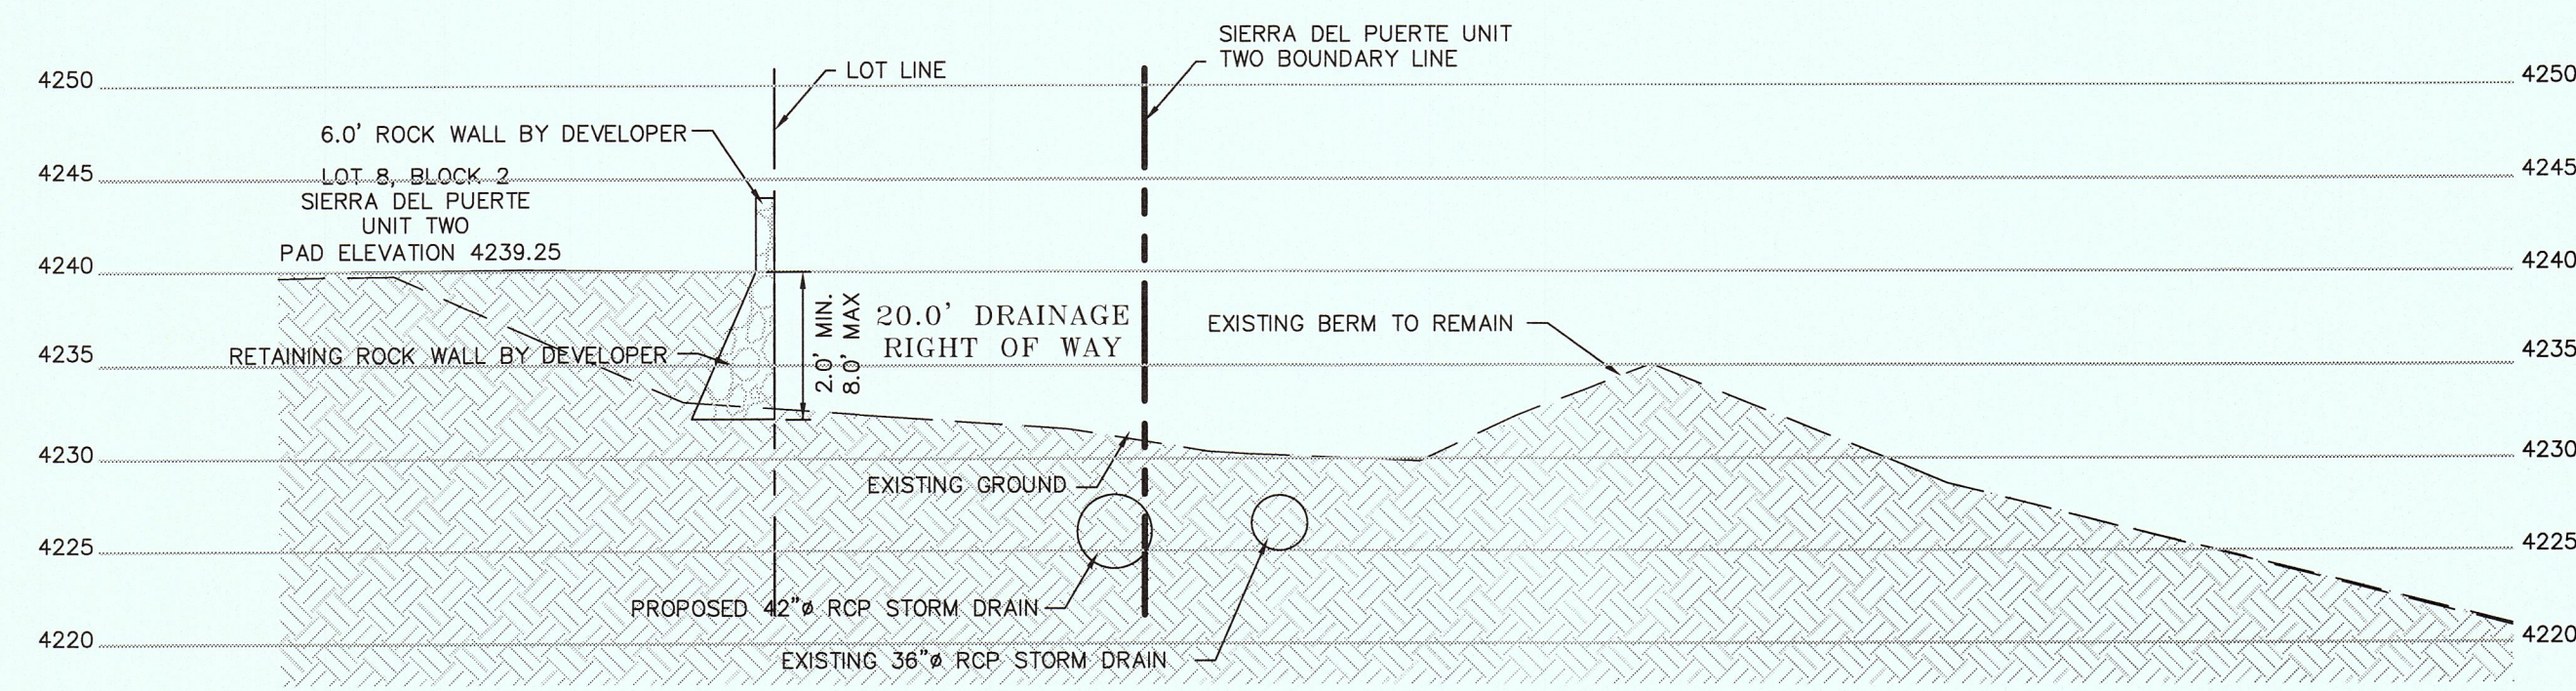 SIERRA DEL PUERTE UNIT
TWO BOUNDARY LINE
LOT LINE
4250
4250
6.0' ROCK WALL BY DEVELOPER
4245
LOT 8, BLOCK 2
4245
SIERRA DEL PUERTE
UNIT TWO
PAD ELEVATION 4239.25
4240
4240
2.0' MIN.
8.0' MAX
20.0' DRAINAGE
RIGHT OF WAY
EXISTING BERM TO REMAIN
4235
RETAINING ROCK WALL BY DEVELOPER
4235
4230
4230
EXISTING GROUND
4225
4225
PROPOSED 42"ø RCP STORM DRAIN
4220
4220
EXISTING 36"ø RCP STORM DRAIN